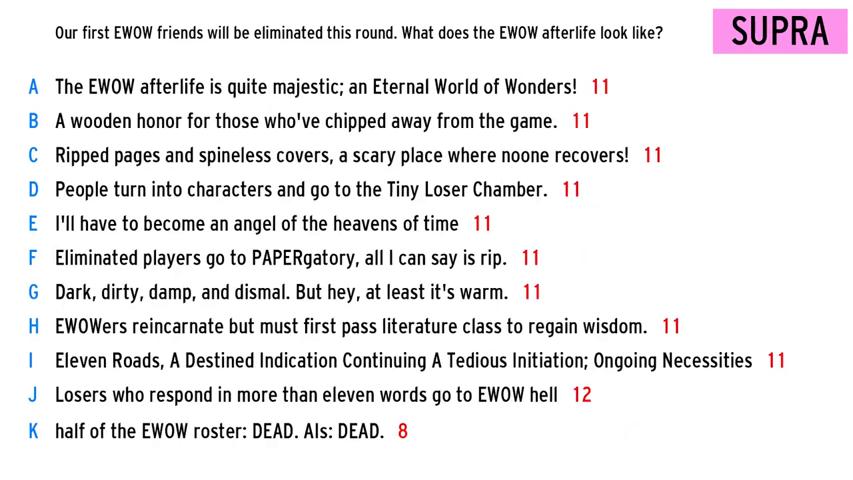 Our first EWOW friends will be eliminated this round. What does the EWOW afterlife look like?
SUPRA
A The EWOW afterlife is quite majestic; an Eternal World of Wonders! 11
B A wooden honor for those who've chipped away from the game. 11
C Ripped pages and spineless covers, a scary place where noone recovers! 11
D People turn into characters and go to the Tiny Loser Chamber. 11
E I'll have to become an angel of the heavens of time 11
F Eliminated players go to PAPERgatory, all I can say is rip. 11
G Dark, dirty, damp, and dismal. But hey, at least it's warm. 11
H EWOWers reincarnate but must first pass literature class to regain wisdom. 11
I Eleven Roads, A Destined Indication Continuing A Tedious Initiation; Ongoing Necessities 11
J Losers who respond in more than eleven words go to EWOW hell 12
K half of the EWOW roster: DEAD. AIs: DEAD. 8